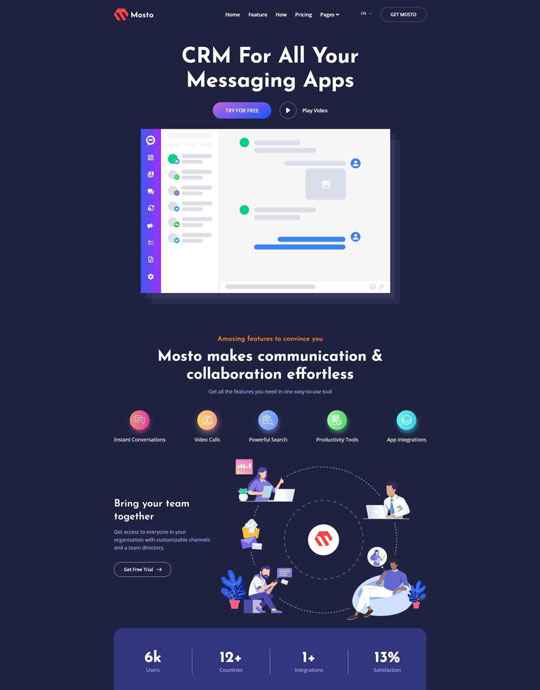 Mosto
Home Feature How Pricing Pages
EN
GET MOSTO
CRM For All Your
Messaging Apps
TRY FOR FREE
Play Video
Amazing features to convince you
Mosto makes communication &
collaboration effortless
Get all the features you need in one easy-to-use tool
Instant Conversations
Video Calls
Powerful Search
Productivity Tools
App Integrations
Bring your team
together
Get access to everyone in your
organisation with customizable channels
and a team directory.
Get Free Trial
6k
Users
12+
Countries
1+
Integrations
13%
Satisfaction